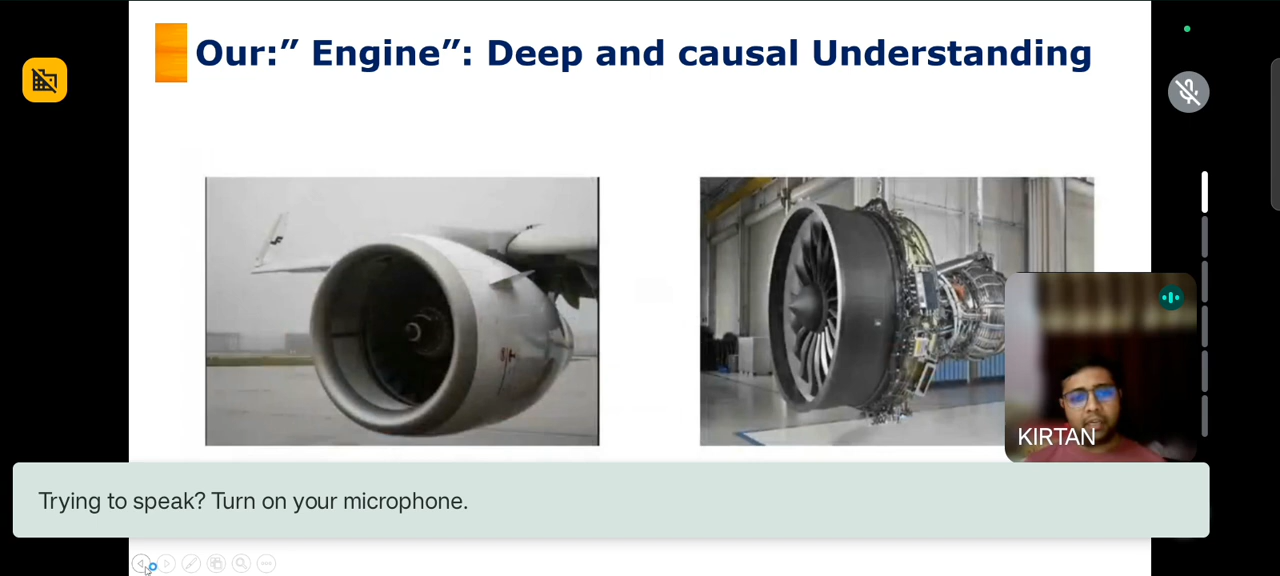 Our:” Engine”: Deep and causal Understanding
KIRTAN
Trying to speak? Turn on your microphone.